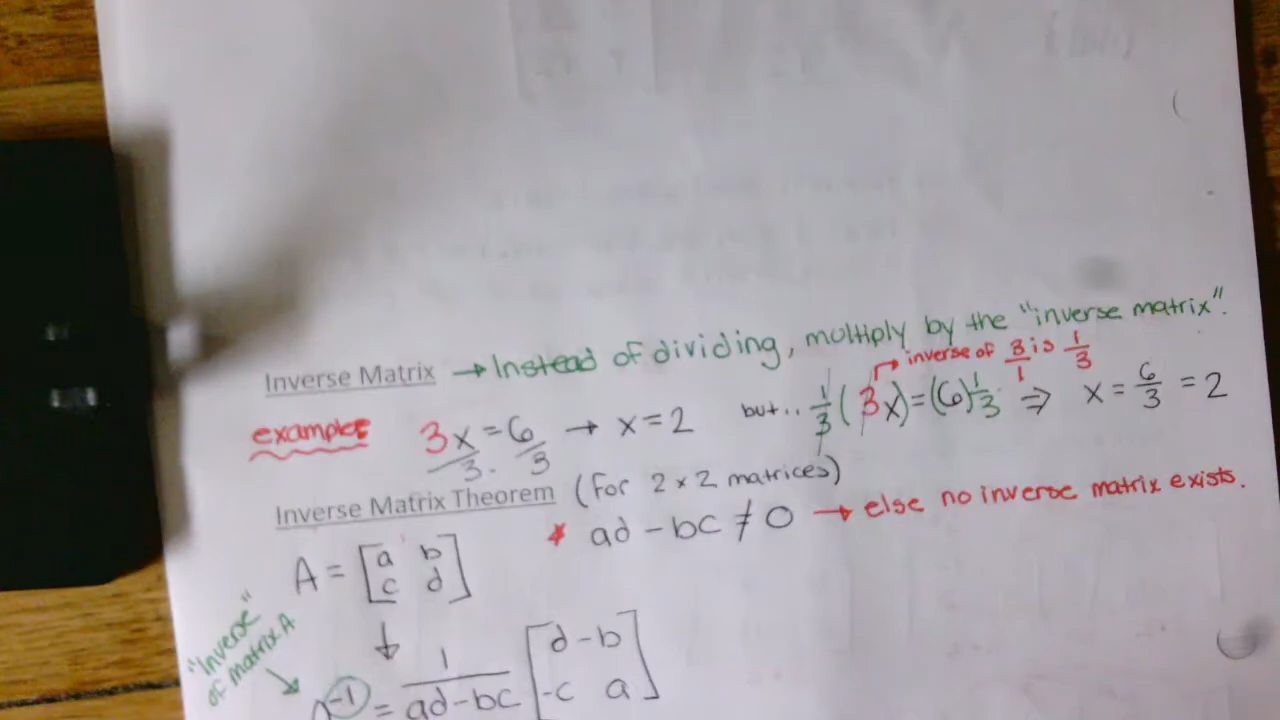 Inverse Matrix → Instead of dividing, multiply by the "inverse matrix".
inverse of 3/1 is 1/3
example: 3x/3 = 6/3 → x = 2 but.. 1/3 (3x) = (6) 1/3 ⇒ x = 6/3 = 2
Inverse Matrix Theorem (for 2 x 2 matrices)
* ad - bc ≠ 0 → else no inverse matrix exists.
A = [a b
c d]
↓
"Inverse"
of matrix A
A⁻¹ = 1/(ad-bc) [d -b
-c a]